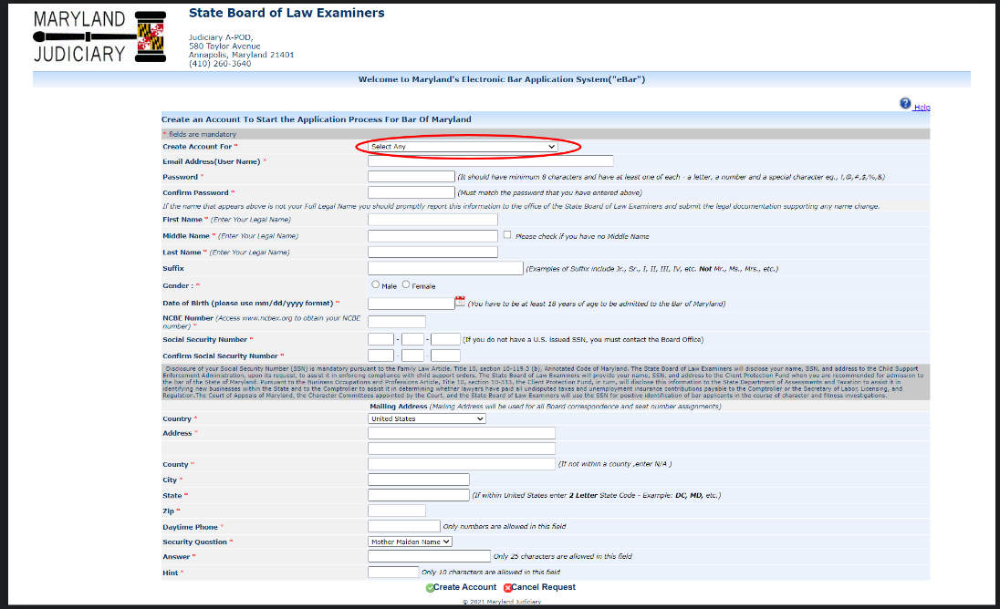 MARYLAND
JUDICIARY
State Board of Law Examiners
Judiciary A-POD,
580 Taylor Avenue
Annapolis, Maryland 21401
(410) 260-3640
Welcome to Maryland's Electronic Bar Application System("eBar")
Help
Create an Account To Start the Application Process For Bar Of Maryland
* fields are mandatory
Create Account For * Select Any
Email Address(User Name) *
Password * (It should have minimum 8 characters and have at least one of each - a letter, a number and a special character eg., !,@,#,$,%,&)
Confirm Password * (Must match the password that you have entered above)
If the name that appears above is not your Full Legal Name you should promptly report this information to the office of the State Board of Law Examiners and submit the legal documentation supporting any name change.
First Name * (Enter Your Legal Name)
Middle Name * (Enter Your Legal Name) Please check if you have no Middle Name
Last Name * (Enter Your Legal Name)
Suffix (Examples of Suffix include Jr., Sr., I, II, III, IV, etc. Not Mr., Ms., Mrs., etc.)
Gender : * Male Female
Date of Birth (please use mm/dd/yyyy format) * (You have to be at least 18 years of age to be admitted to the Bar of Maryland)
NCBE Number (Access www.ncbex.org to obtain your NCBE
number) *
Social Security Number * - - (If you do not have a U.S. issued SSN, you must contact the Board Office)
Confirm Social Security Number * - -
Disclosure of your Social Security Number (SSN) is mandatory pursuant to the Family Law Article, Title 10, section 10-119.3 (b), Annotated Code of Maryland. The State Board of Law Examiners will disclose your name, SSN, and address to the Child Support
Enforcement Administration, upon its request, to assist it in enforcing compliance with child support orders. The State Board of Law Examiners will provide your name, SSN, and address to the Client Protection Fund when you are recommended for admission to
the bar of the State of Maryland. Pursuant to the Business Occupations and Professions Article, Title 10, section 10-313, the Client Protection Fund, in turn, will disclose this information to the State Department of Assessments and Taxation to assist it in
identifying new businesses within the State and to the Comptroller to assist it in determining whether lawyers have paid all undisputed taxes and unemployment insurance contributions payable to the Comptroller or the Secretary of Labor, Licensing, and
Regulation.The Court of Appeals of Maryland, the Character Committees appointed by the Court, and the State Board of Law Examiners will use the SSN for positive identification of bar applicants in the course of character and fitness investigations.
Mailing Address (Mailing Address will be used for all Board correspondence and seat number assignments)
Country * United States
Address *
County * (If not within a county ,enter N/A )
City *
State * (If within United States enter 2 Letter State Code - Example: DC, MD, etc.)
Zip *
Daytime Phone * Only numbers are allowed in this field
Security Question * Mother Maiden Name
Answer * Only 25 characters are allowed in this field
Hint * Only 10 characters are allowed in this field
Create Account Cancel Request
© 2021 Maryland Judiciary